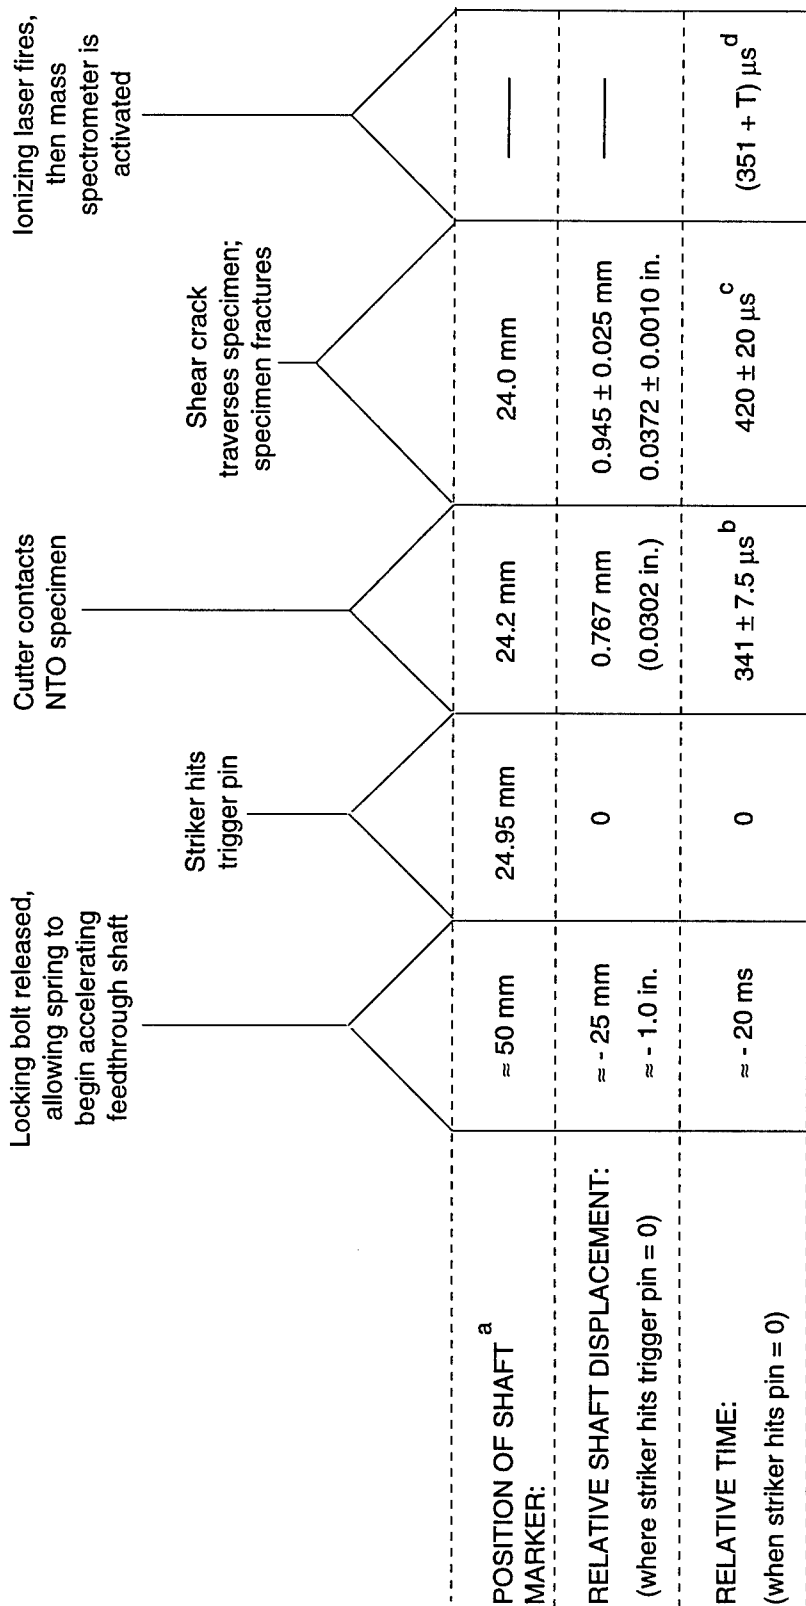 Locking bolt released,
allowing spring to
begin accelerating
feedthrough shaft
Striker hits
trigger pin
Cutter contacts
NTO specimen
Shear crack
traverses specimen;
specimen fractures
Ionizing laser fires,
then mass
spectrometer is
activated
POSITION OF SHAFT a
MARKER:
≈ 50 mm
24.95 mm
24.2 mm
24.0 mm
RELATIVE SHAFT DISPLACEMENT:
(where striker hits trigger pin = 0)
≈ - 25 mm
≈ - 1.0 in.
0
0.767 mm
(0.0302 in.)
0.945 ± 0.025 mm
0.0372 ± 0.0010 in.
RELATIVE TIME:
(when striker hits pin = 0)
≈ - 20 ms
0
341 ± 7.5 μs b
420 ± 20 μs c
(351 + T) μs d